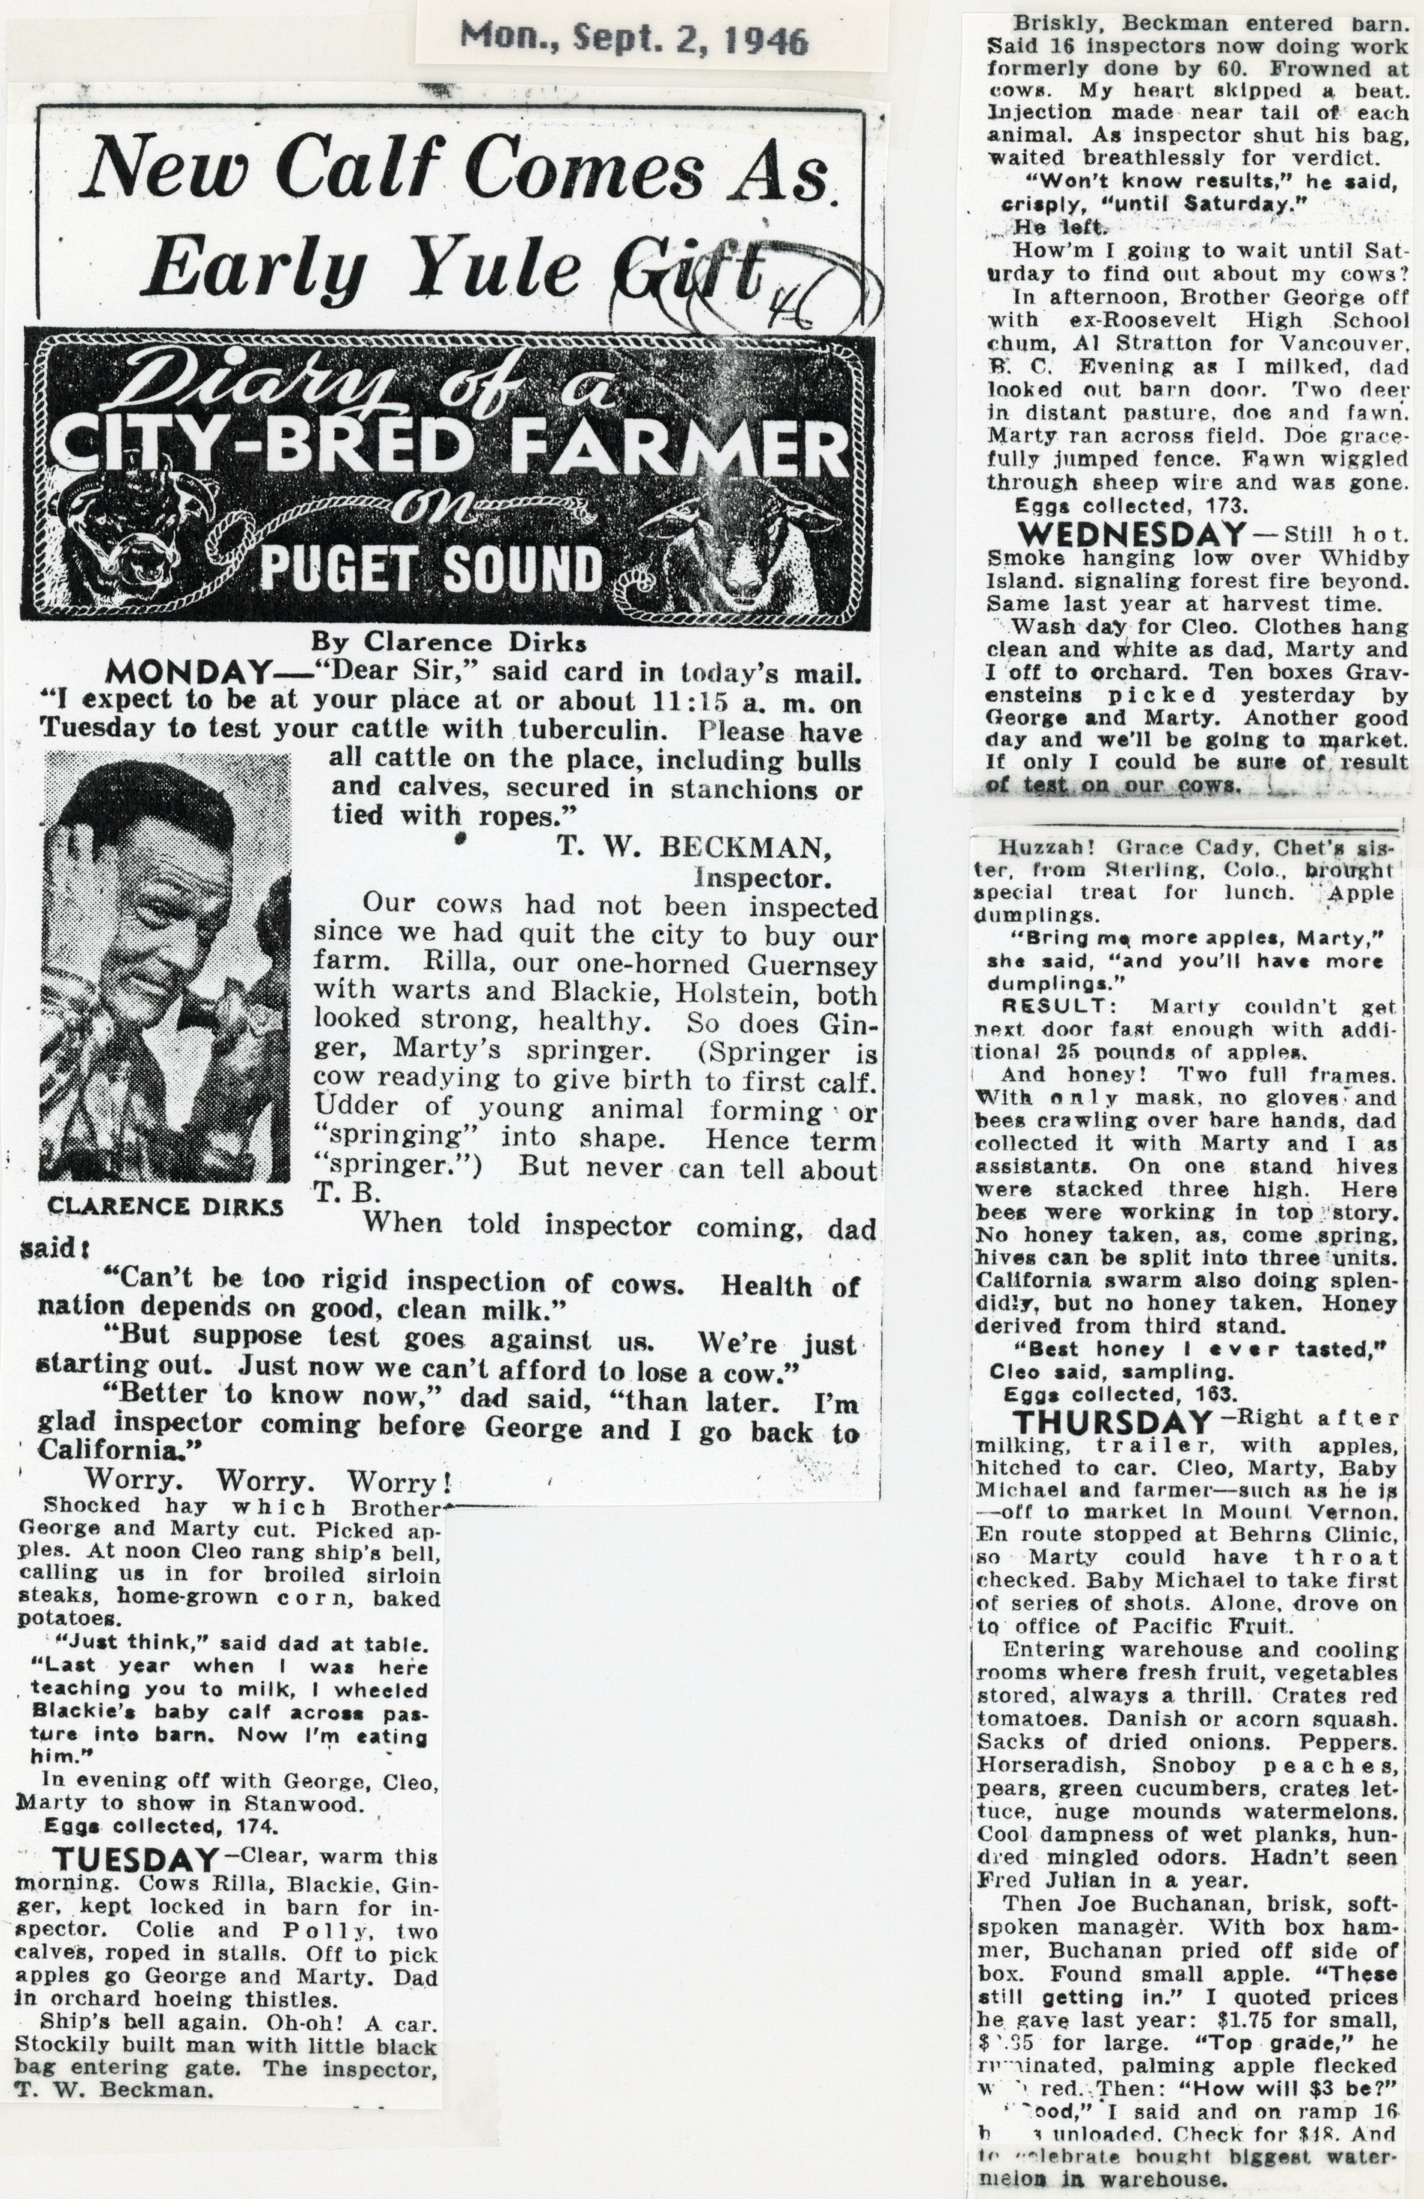 Mon., Sept. 2, 1946
New Calf Comes As
Early Yule Gift
46
Diary of a
CITY-BRED FARMER
on
PUGET SOUND
By Clarence Dirks
MONDAY—“Dear Sir,” said card in today's mail.
“I expect to be at your place at or about 11:15 a. m. on
Tuesday to test your cattle with tuberculin. Please have
all cattle on the place, including bulls
and calves, secured in stanchions or
tied with ropes.”
T. W. BECKMAN,
Inspector.
Our cows had not been inspected
since we had quit the city to buy our
farm. Rilla, our one-horned Guernsey
with warts and Blackie, Holstein, both
looked strong, healthy. So does Gin-
ger, Marty's springer. (Springer is
cow readying to give birth to first calf.
Udder of young animal forming or
“springing” into shape. Hence term
“springer.”) But never can tell about
T. B.
CLARENCE DIRKS
When told inspector coming, dad
said:
“Can't be too rigid inspection of cows. Health of
nation depends on good, clean milk.”
“But suppose test goes against us. We're just
starting out. Just now we can't afford to lose a cow.”
“Better to know now,” dad said, “than later. I'm
glad inspector coming before George and I go back to
California.”
Worry. Worry. Worry!
Shocked hay which Brother
George and Marty cut. Picked ap-
ples. At noon Cleo rang ship's bell,
calling us in for broiled sirloin
steaks, home-grown corn, baked
potatoes.
“Just think,” said dad at table.
“Last year when I was here
teaching you to milk, I wheeled
Blackie's baby calf across pas-
ture into barn. Now I'm eating
him.”
In evening off with George, Cleo,
Marty to show in Stanwood.
Eggs collected, 174.
TUESDAY—Clear, warm this
morning. Cows Rilla, Blackie, Gin-
ger, kept locked in barn for in-
spector. Colie and Polly, two
calves, roped in stalls. Off to pick
apples go George and Marty. Dad
in orchard hoeing thistles.
Ship's bell again. Oh-oh! A car.
Stockily built man with little black
bag entering gate. The inspector,
T. W. Beckman.
Briskly, Beckman entered barn.
Said 16 inspectors now doing work
formerly done by 60. Frowned at
cows. My heart skipped a beat.
Injection made near tail of each
animal. As inspector shut his bag,
waited breathlessly for verdict.
“Won't know results,” he said,
crisply, “until Saturday.”
He left.
How'm I going to wait until Sat-
urday to find out about my cows?
In afternoon, Brother George off
with ex-Roosevelt High School
chum, Al Stratton for Vancouver,
B. C. Evening as I milked, dad
looked out barn door. Two deer
in distant pasture, doe and fawn.
Marty ran across field. Doe grace-
fully jumped fence. Fawn wiggled
through sheep wire and was gone.
Eggs collected, 173.
WEDNESDAY—Still hot.
Smoke hanging low over Whidby
Island. signaling forest fire beyond.
Same last year at harvest time.
Wash day for Cleo. Clothes hang
clean and white as dad, Marty and
I off to orchard. Ten boxes Grav-
ensteins picked yesterday by
George and Marty. Another good
day and we'll be going to market.
If only I could be sure of result
of test on our cows.
Huzzah! Grace Cady, Chet's sis-
ter, from Sterling, Colo., brought
special treat for lunch. Apple
dumplings.
“Bring me more apples, Marty,”
she said, “and you'll have more
dumplings.”
RESULT: Marty couldn't get
next door fast enough with addi-
tional 25 pounds of apples.
And honey! Two full frames.
With only mask, no gloves and
bees crawling over bare hands, dad
collected it with Marty and I as
assistants. On one stand hives
were stacked three high. Here
bees were working in top story.
No honey taken, as, come spring,
hives can be split into three units.
California swarm also doing splen-
didly, but no honey taken. Honey
derived from third stand.
“Best honey I ever tasted,”
Cleo said, sampling.
Eggs collected, 163.
THURSDAY—Right after
milking, trailer, with apples,
hitched to car. Cleo, Marty, Baby
Michael and farmer—such as he is
—off to market in Mount Vernon.
En route stopped at Behrns Clinic,
so Marty could have throat
checked. Baby Michael to take first
of series of shots. Alone, drove on
to office of Pacific Fruit.
Entering warehouse and cooling
rooms where fresh fruit, vegetables
stored, always a thrill. Crates red
tomatoes. Danish or acorn squash.
Sacks of dried onions. Peppers.
Horseradish, Snoboy peaches,
pears, green cucumbers, crates let-
tuce, huge mounds watermelons.
Cool dampness of wet planks, hun-
dred mingled odors. Hadn't seen
Fred Julian in a year.
Then Joe Buchanan, brisk, soft-
spoken manager. With box ham-
mer, Buchanan pried off side of
box. Found small apple. “These
still getting in.” I quoted prices
he gave last year: $1.75 for small,
for large. “Top grade,” he
ruminated, palming apple flecked
red. Then: “How will $3 be?”
I said and on ramp 16
unloaded. Check for $48. And
to celebrate bought biggest water-
melon in warehouse.